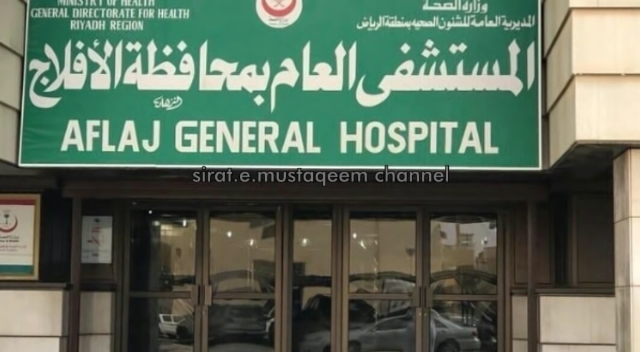 MINISTRY OF HEALTH
GENERAL DIRECTORATE FOR HEALTH
RIYADH REGION
وزارة الصحة
المديرية العامة للشئون الصحيه بمنطقة الرياض
المستشفى العام بمحافظة الأفلاج
AFLAJ GENERAL HOSPITAL
sirat.e.mustaqeem channel